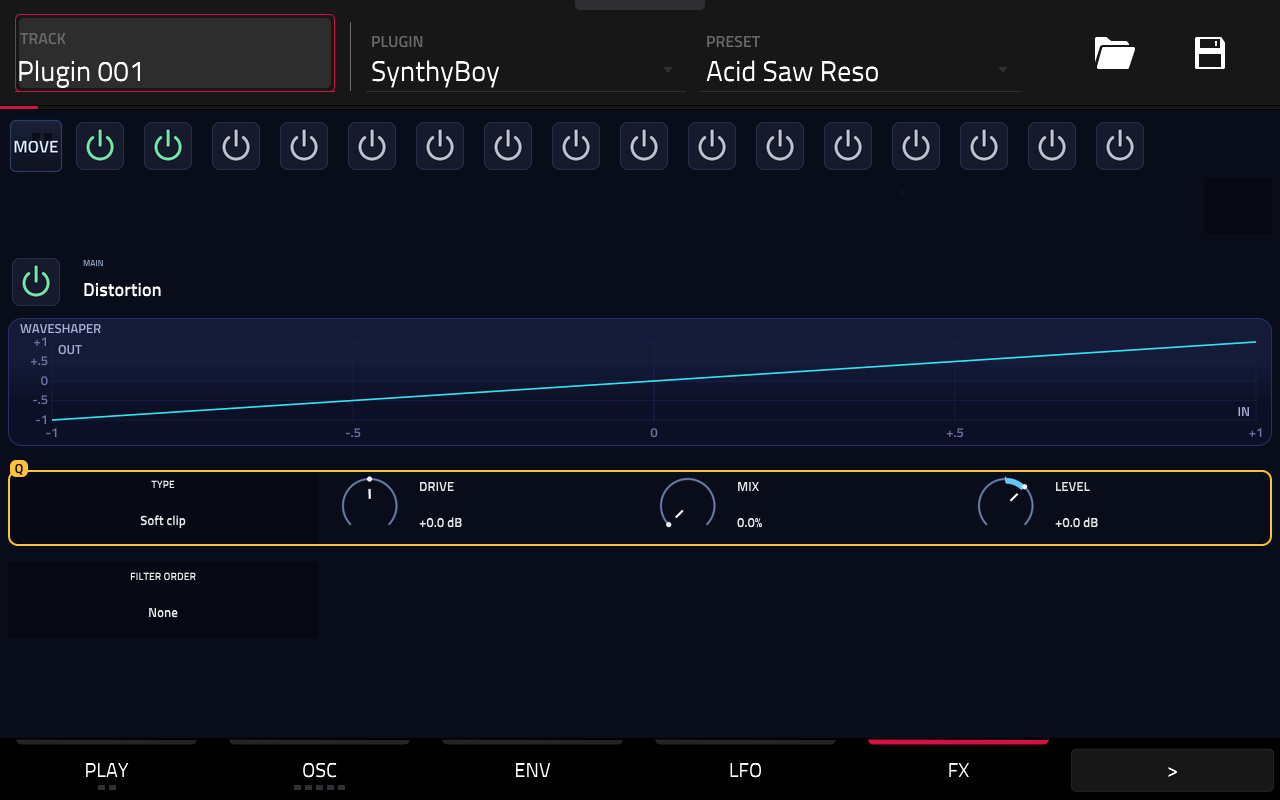 TRACK
Plugin 001
PLUGIN
SynthyBoy
PRESET
Acid Saw Reso
MOVE
MAIN
Distortion
WAVESHAPER
OUT
+1
+.5
0
-.5
-1
IN
-1
-.5
0
+.5
+1
Q
TYPE
Soft clip
DRIVE
+0.0 dB
MIX
0.0%
LEVEL
+0.0 dB
FILTER ORDER
None
PLAY
OSC
ENV
LFO
FX
>